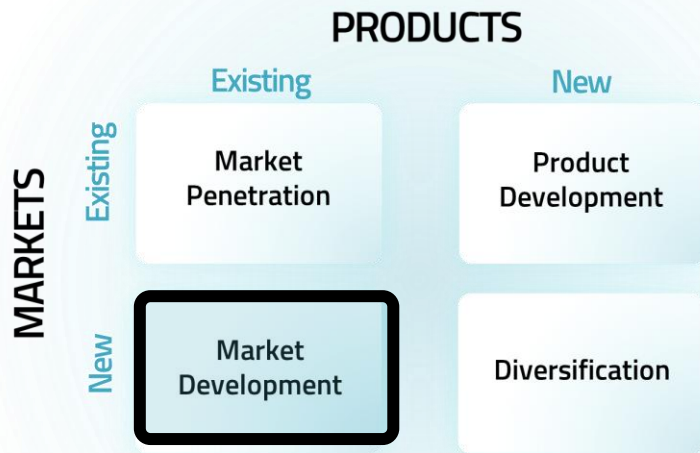 PRODUCTS
Existing
New
MARKETS
Existing
Market
Penetration
Product
Development
New
Market
Development
Diversification